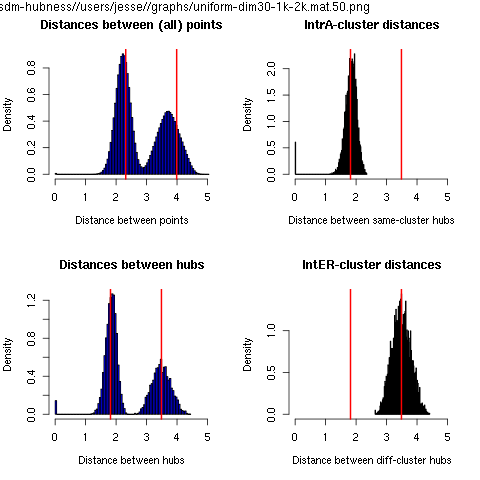 sdm-hubness//users/jesse//graphs/uniform-dim30-1k-2k.mat.50.png
Distances between (all) points
Density
0.0 0.2 0.4 0.6 0.8
0 1 2 3 4 5
Distance between points
IntrA-cluster distances
Density
0.0 0.5 1.0 1.5 2.0
0 1 2 3 4 5
Distance between same-cluster hubs
Distances between hubs
Density
0.0 0.4 0.8 1.2
0 1 2 3 4 5
Distance between hubs
IntER-cluster distances
Density
0.0 0.5 1.0
0 1 2 3 4 5
Distance between diff-cluster hubs